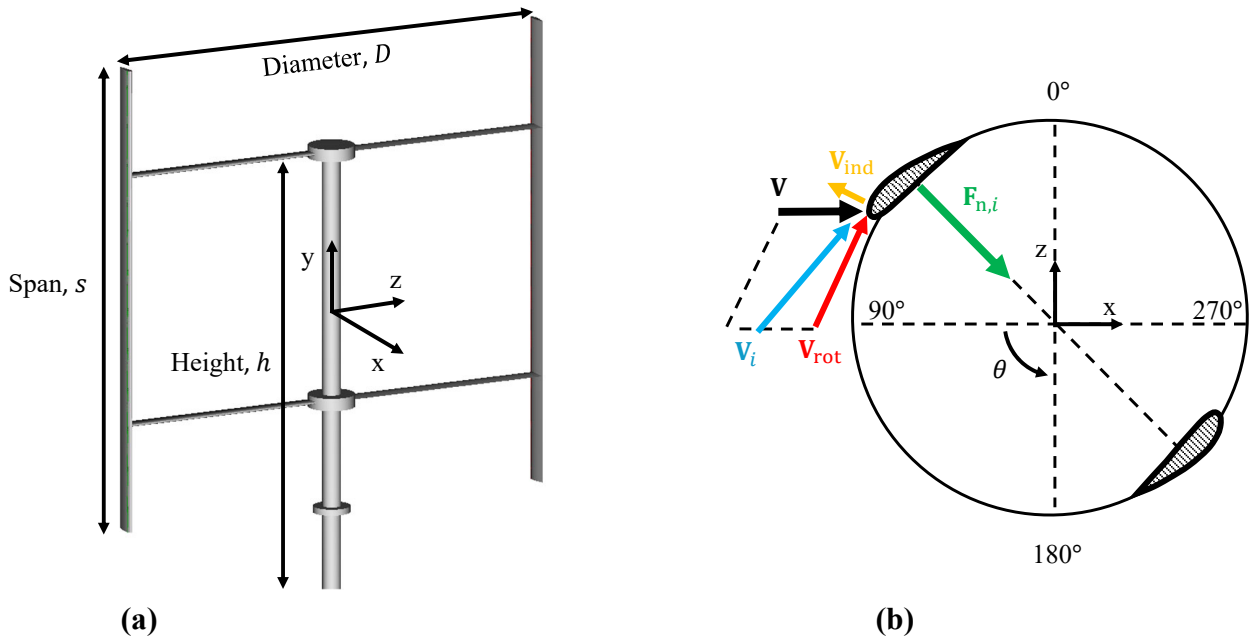 Diameter, D
Span, s
Height, h
y
z
x
(a)
0°
V_ind
V
F_n,i
z
x
90°
270°
θ
V_i
V_rot
180°
(b)